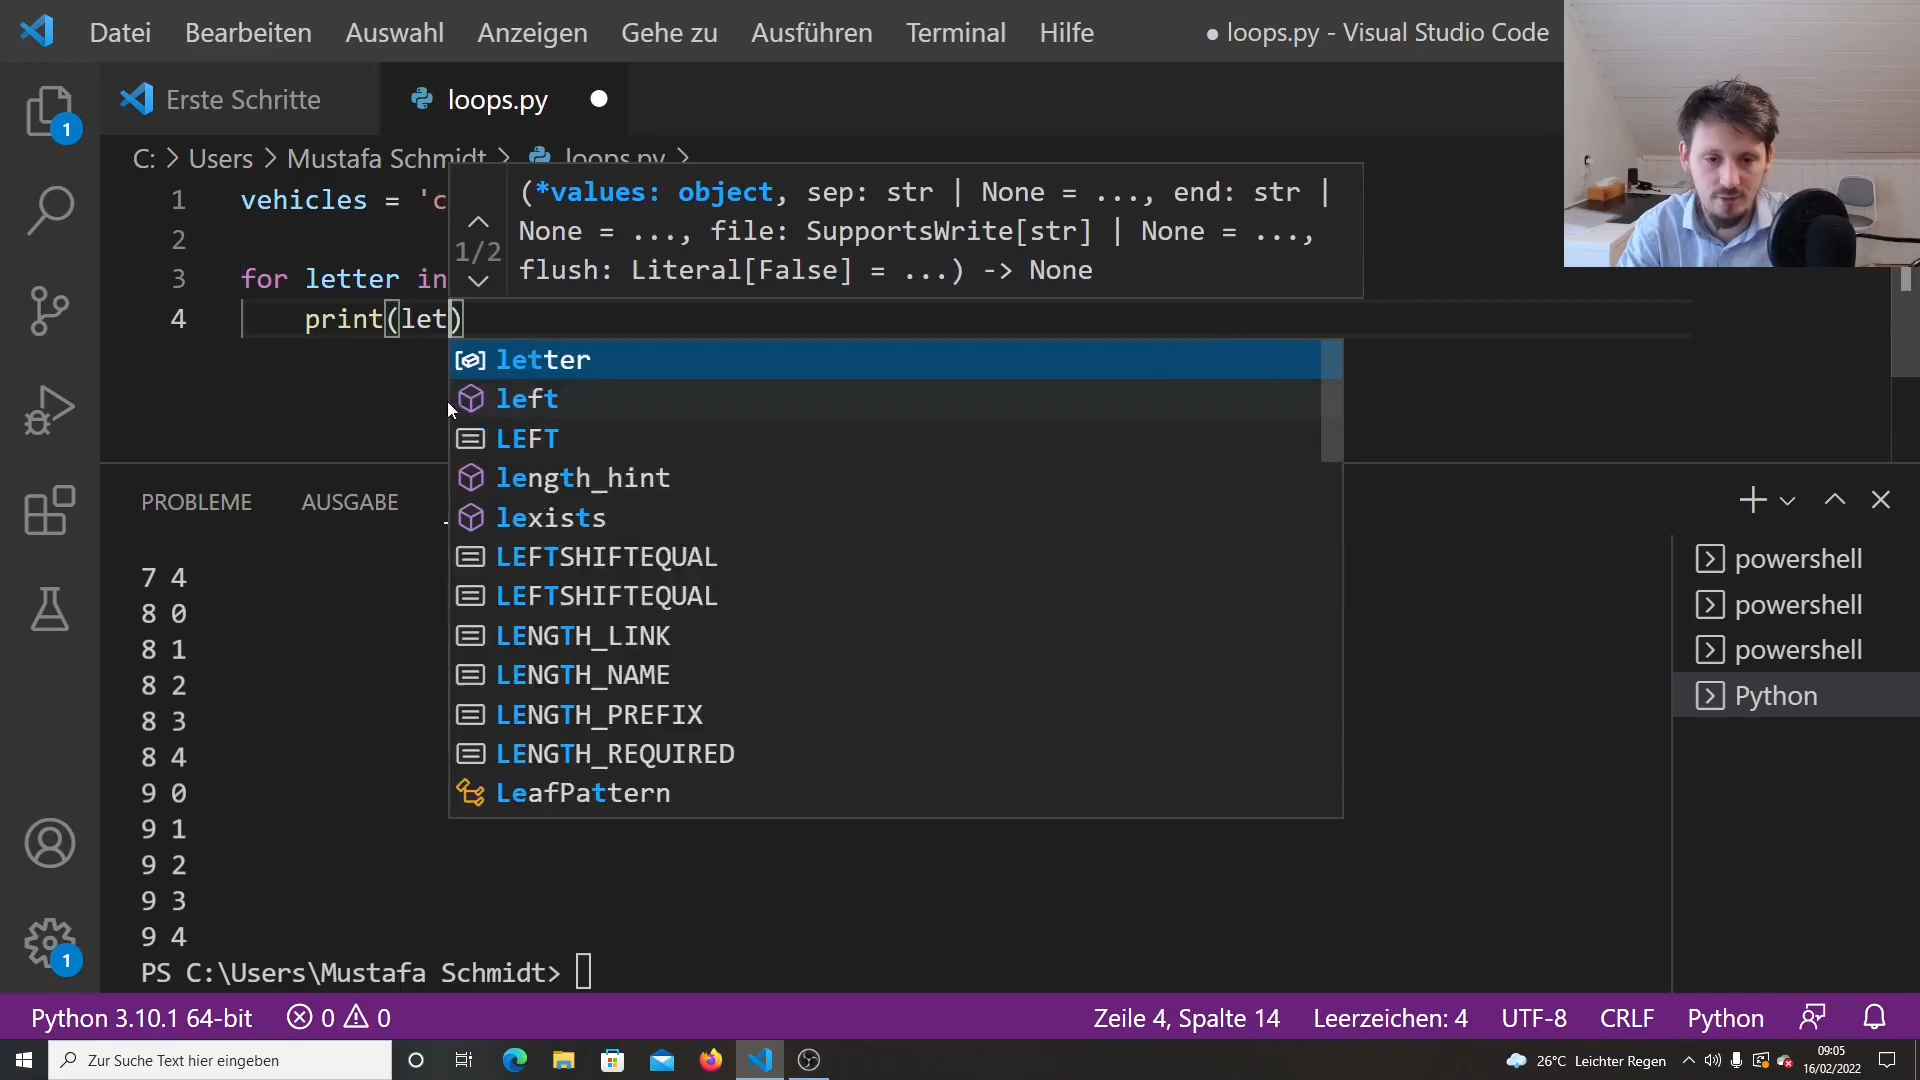 Datei Bearbeiten Auswahl Anzeigen Gehe zu Ausführen Terminal Hilfe ● loops.py - Visual Studio Code
Erste Schritte loops.py
C: > Users > Mustafa Schmidt > loops.py >
1 vehicles = 'c
2
3 for letter in
4 print(let)
1/2
(*values: object, sep: str | None = ..., end: str |
None = ..., file: SupportsWrite[str] | None = ...,
flush: Literal[False] = ...) -> None
letter
left
LEFT
length_hint
lexists
LEFTSHIFTEQUAL
LEFTSHIFTEQUAL
LENGTH_LINK
LENGTH_NAME
LENGTH_PREFIX
LENGTH_REQUIRED
LeafPattern
PROBLEME AUSGABE
7 4
8 0
8 1
8 2
8 3
8 4
9 0
9 1
9 2
9 3
9 4
PS C:\Users\Mustafa Schmidt>
powershell
powershell
powershell
Python
1
1
Python 3.10.1 64-bit 0 0 Zeile 4, Spalte 14 Leerzeichen: 4 UTF-8 CRLF Python
Zur Suche Text hier eingeben 26°C Leichter Regen 09:05
16/02/2022